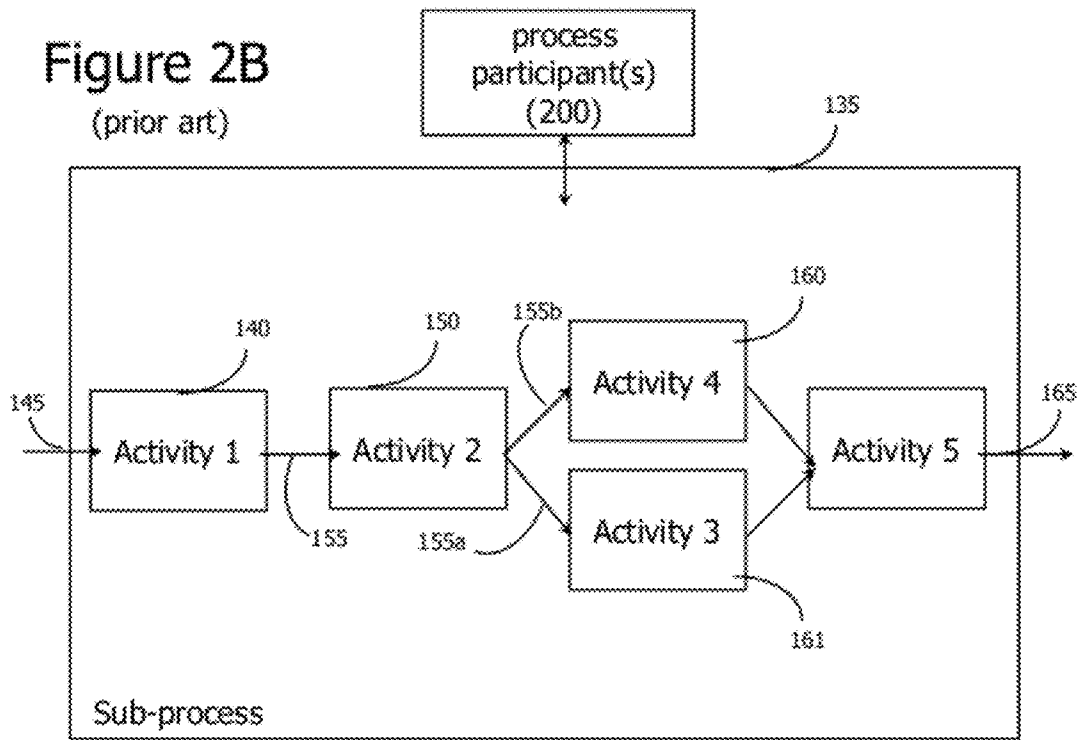 Figure 2B
(prior art)
process
participant(s)
(200)
135
160
155b
140
150
145
Activity 1
Activity 2
Activity 4
Activity 5
165
155
155a
Activity 3
161
Sub-process